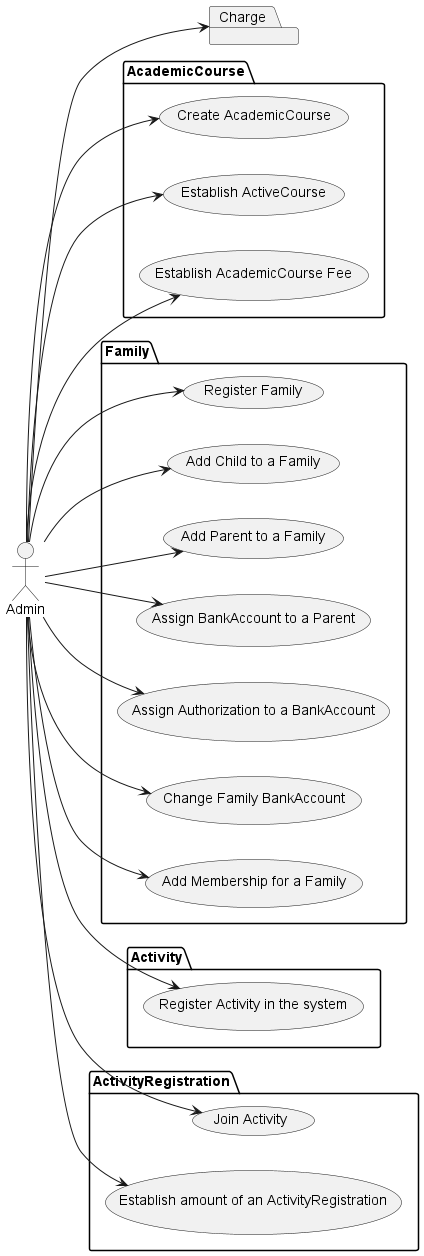 Charge
AcademicCourse
Create AcademicCourse
Establish ActiveCourse
Establish AcademicCourse Fee
Family
Register Family
Add Child to a Family
Add Parent to a Family
Admin
Assign BankAccount to a Parent
Assign Authorization to a BankAccount
Change Family BankAccount
Add Membership for a Family
Activity
Register Activity in the system
ActivityRegistration
Join Activity
Establish amount of an ActivityRegistration